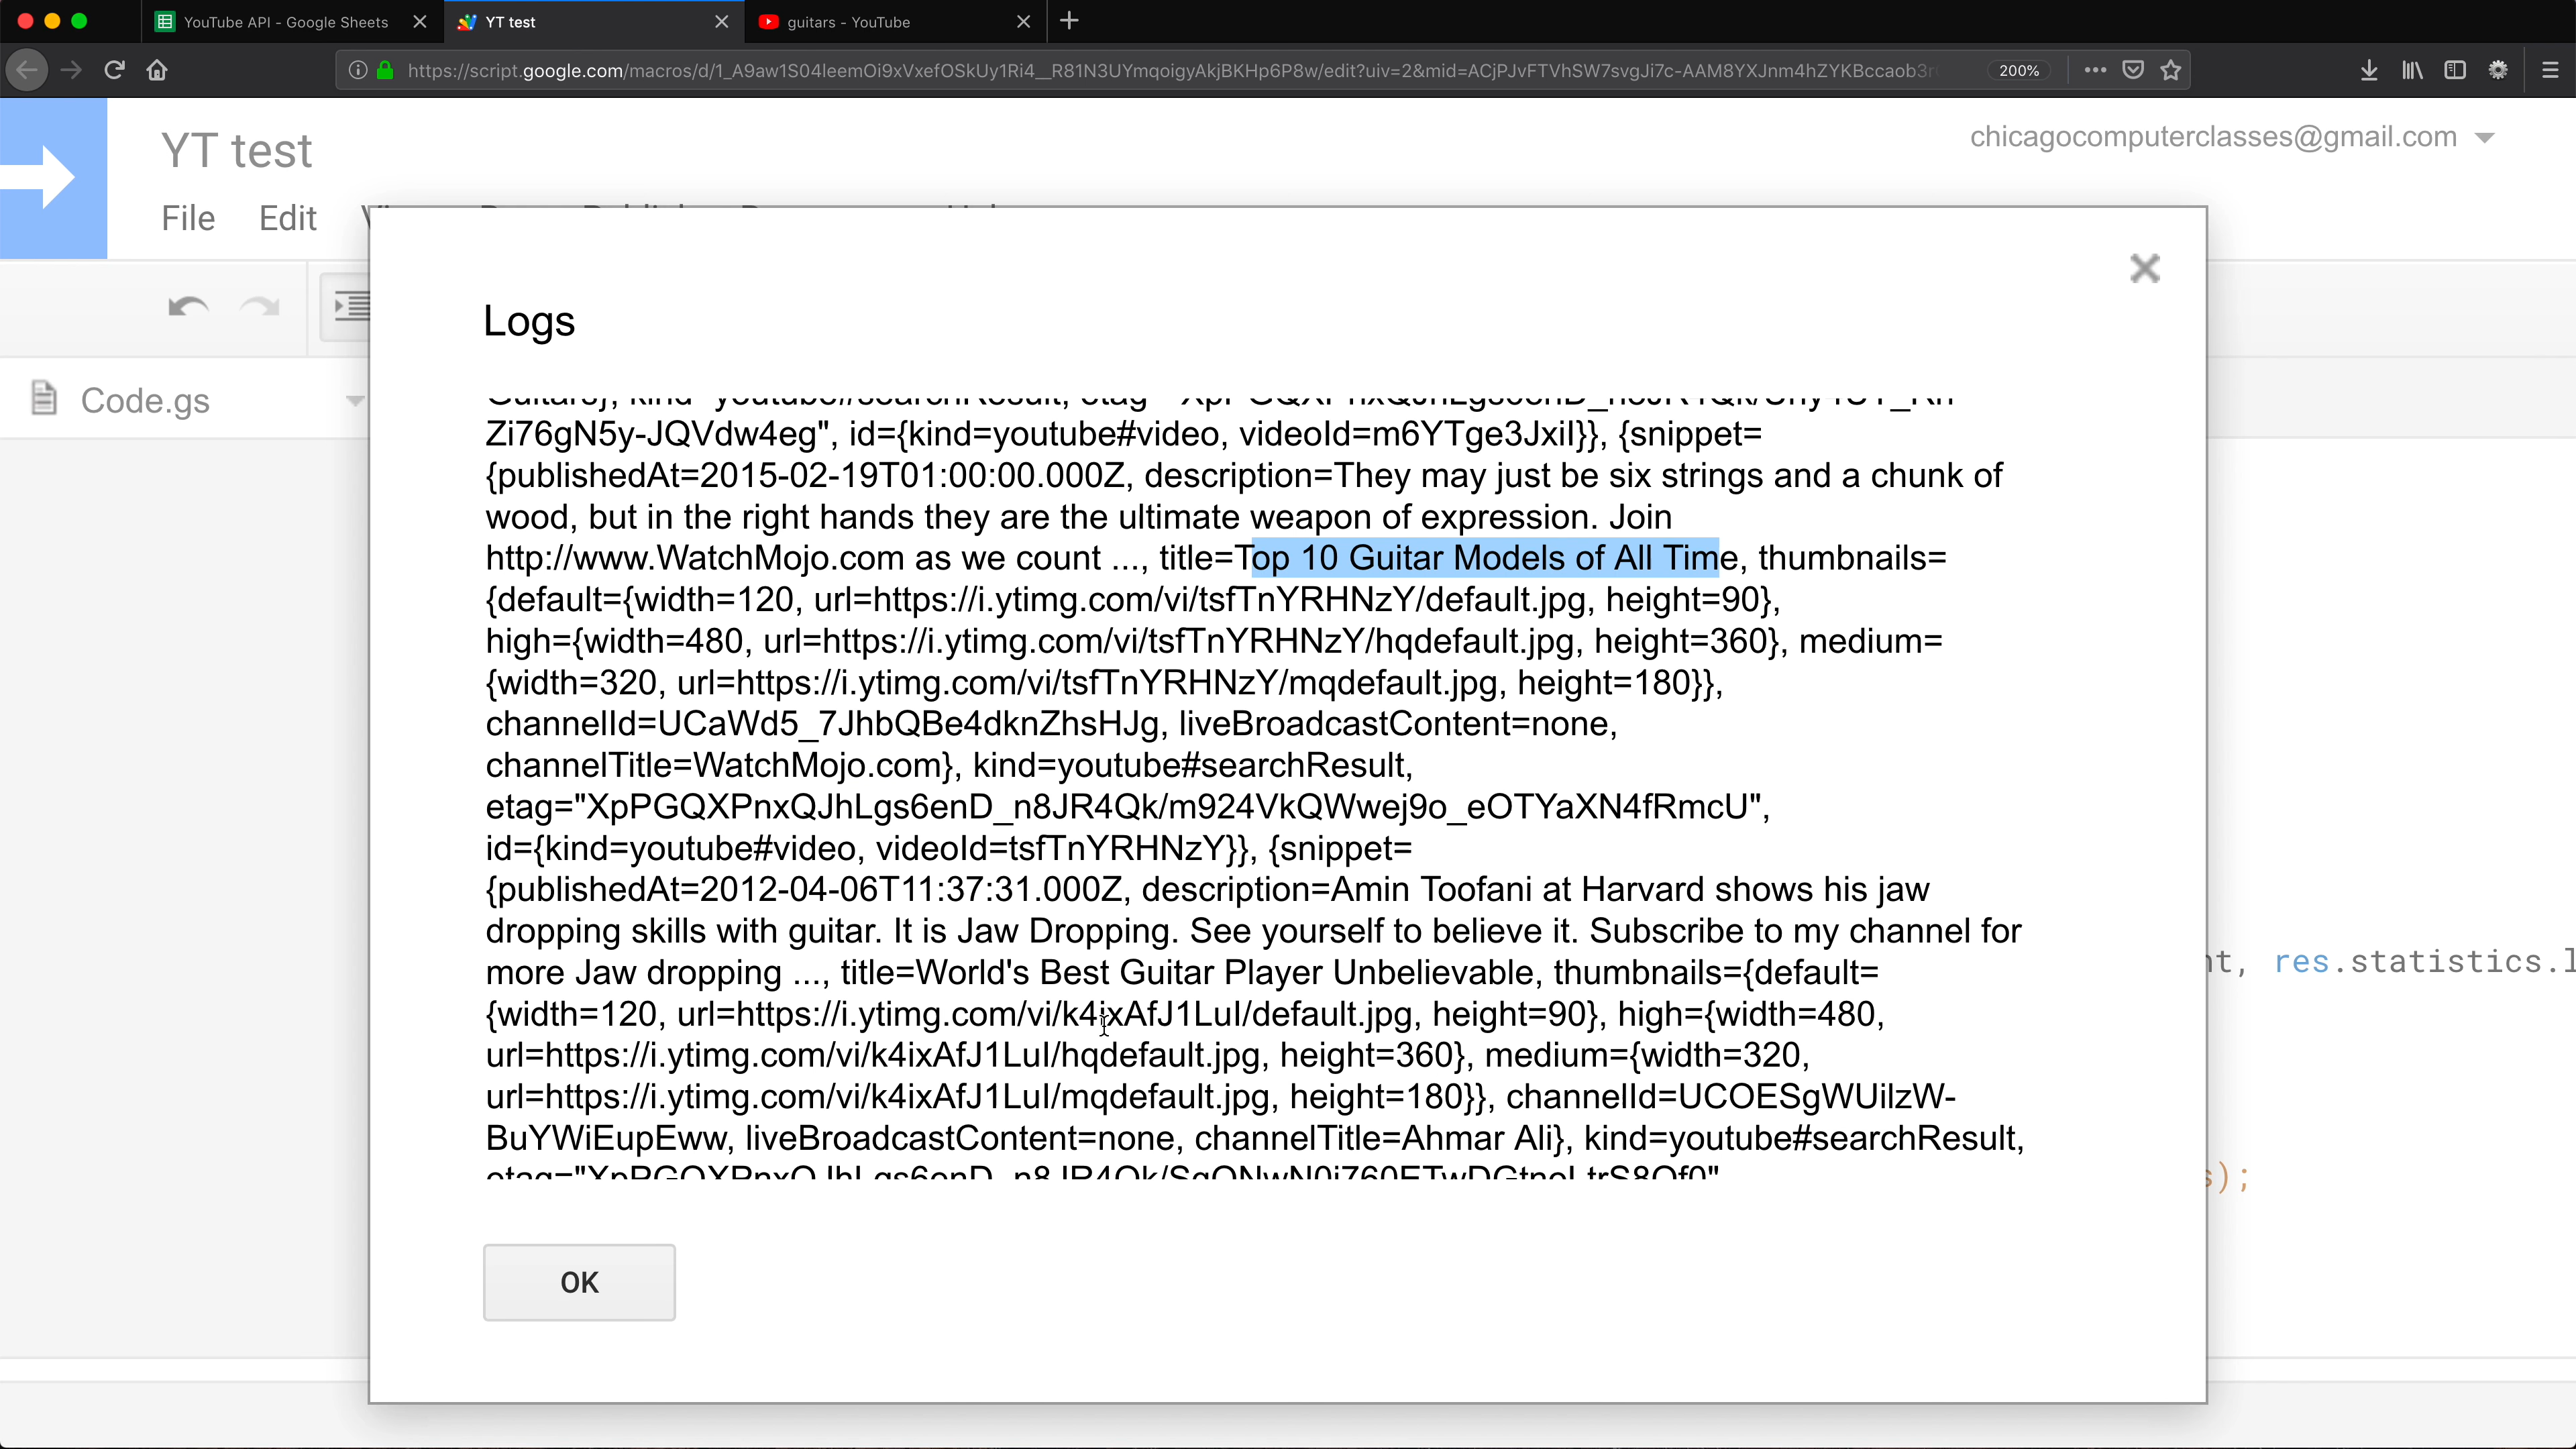 YouTube API - Google Sheets
YT test
guitars - YouTube
https://script.google.com/macros/d/1_A9aw1S04leemOi9xVxefOSkUy1Ri4__R81N3UYmqoigyAkjBKHp6P8w/edit?uiv=2&mid=ACjPJvFTVhSW7svgJi7c-AAM8YXJnm4hZYKBccaob3r
200%
YT test
chicagocomputerclasses@gmail.com
File Edit
Logs
Code.gs
Zi76gN5y-JQVdw4eg", id={kind=youtube#video, videoId=m6YTge3JxiI}}, {snippet=
{publishedAt=2015-02-19T01:00:00.000Z, description=They may just be six strings and a chunk of
wood, but in the right hands they are the ultimate weapon of expression. Join
http://www.WatchMojo.com as we count ..., title=Top 10 Guitar Models of All Time, thumbnails=
{default={width=120, url=https://i.ytimg.com/vi/tsfTnYRHNzY/default.jpg, height=90},
high={width=480, url=https://i.ytimg.com/vi/tsfTnYRHNzY/hqdefault.jpg, height=360}, medium=
{width=320, url=https://i.ytimg.com/vi/tsfTnYRHNzY/mqdefault.jpg, height=180}},
channelId=UCaWd5_7JhbQBe4dknZhsHJg, liveBroadcastContent=none,
channelTitle=WatchMojo.com}, kind=youtube#searchResult,
etag="XpPGQXPnxQJhLgs6enD_n8JR4Qk/m924VkQWwej9o_eOTYaXN4fRmcU",
id={kind=youtube#video, videoId=tsfTnYRHNzY}}, {snippet=
{publishedAt=2012-04-06T11:37:31.000Z, description=Amin Toofani at Harvard shows his jaw
dropping skills with guitar. It is Jaw Dropping. See yourself to believe it. Subscribe to my channel for
more Jaw dropping ..., title=World's Best Guitar Player Unbelievable, thumbnails={default=
{width=120, url=https://i.ytimg.com/vi/k4ixAfJ1LuI/default.jpg, height=90}, high={width=480,
url=https://i.ytimg.com/vi/k4ixAfJ1LuI/hqdefault.jpg, height=360}, medium={width=320,
url=https://i.ytimg.com/vi/k4ixAfJ1LuI/mqdefault.jpg, height=180}}, channelId=UCOESgWUilzW-
BuYWiEupEww, liveBroadcastContent=none, channelTitle=Ahmar Ali}, kind=youtube#searchResult,
nt, res.statistics.l
s);
OK